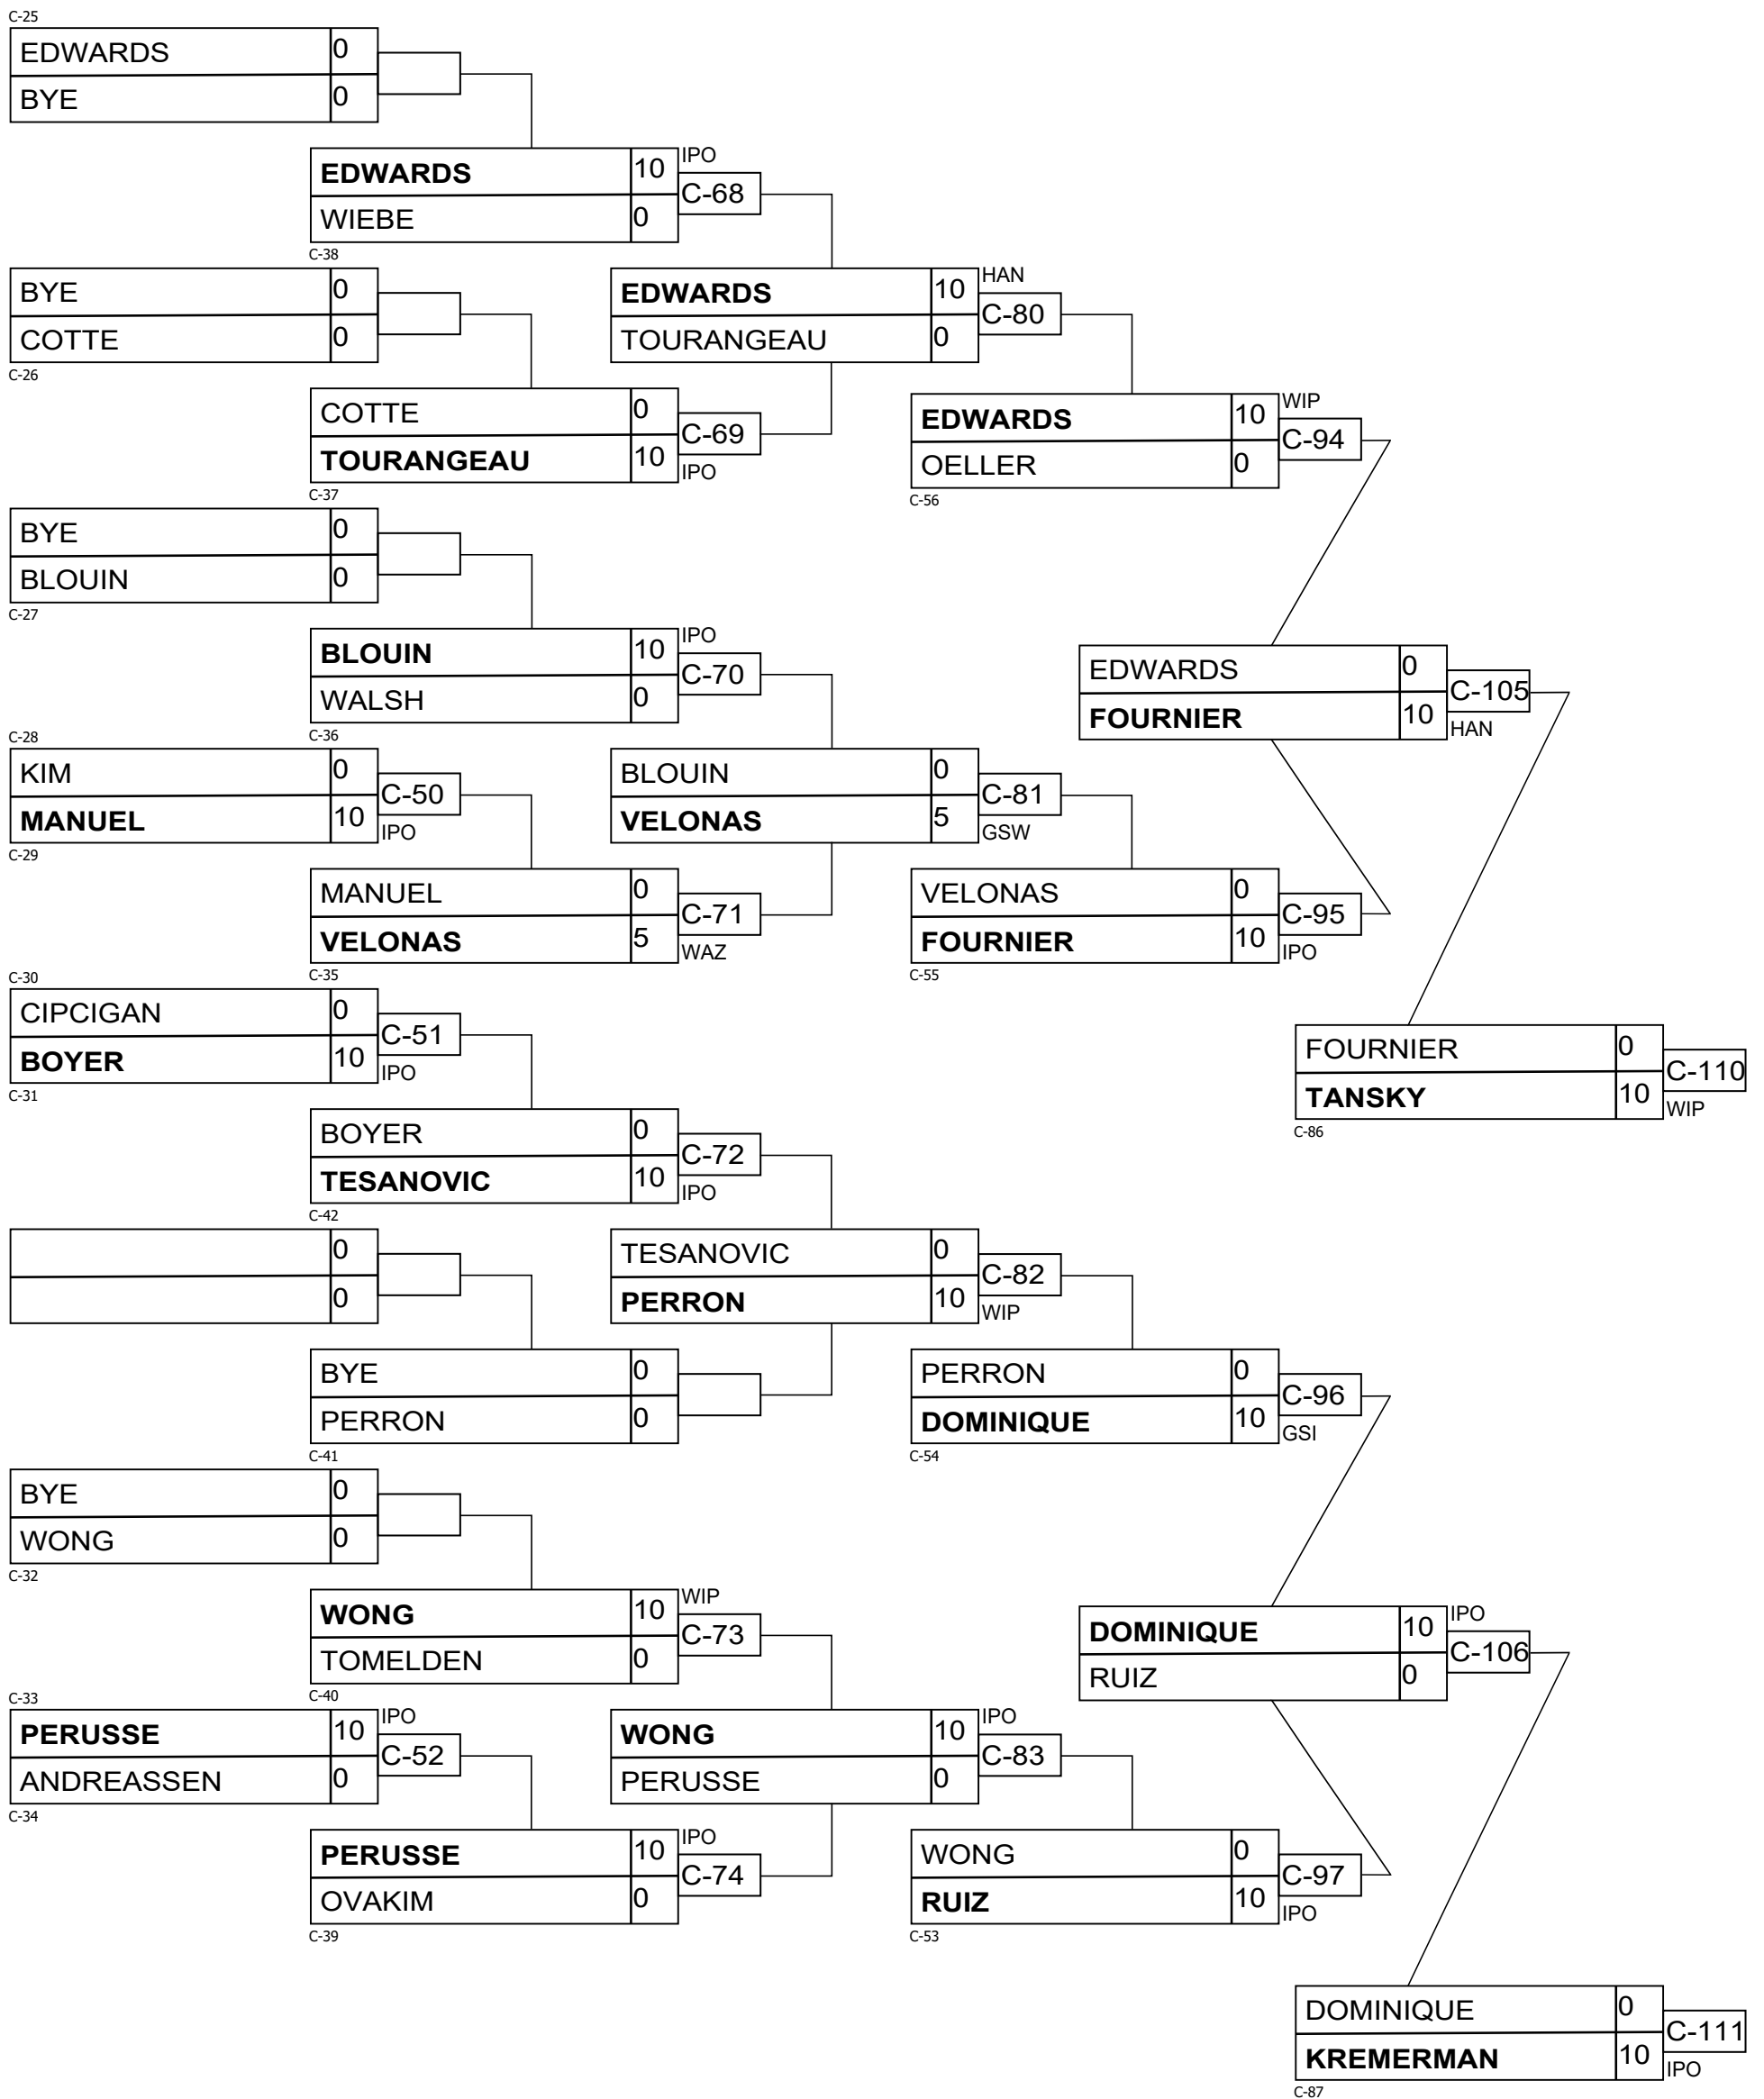 C-25
EDWARDS 0
BYE 0
EDWARDS 10 IPO
C-68
WIEBE 0
C-38
BYE 0
COTTE 0
C-26
EDWARDS 10 HAN
C-80
TOURANGEAU 0
COTTE 0
C-69
TOURANGEAU 10 IPO
C-37
EDWARDS 10 WIP
C-94
OELLER 0
C-56
BYE 0
BLOUIN 0
C-27
BLOUIN 10 IPO
C-70
WALSH 0
C-36
EDWARDS 0
C-105
FOURNIER 10 HAN
C-28
KIM 0
C-50
MANUEL 10 IPO
C-29
BLOUIN 0
C-81
VELONAS 5 GSW
MANUEL 0
C-71
VELONAS 5 WAZ
C-35
VELONAS 0
C-95
FOURNIER 10 IPO
C-55
C-30
CIPCIGAN 0
C-51
BOYER 10 IPO
C-31
FOURNIER 0
C-110
TANSKY 10 WIP
C-86
BOYER 0
C-72
TESANOVIC 10 IPO
C-42
0
0
TESANOVIC 0
C-82
PERRON 10 WIP
BYE 0
PERRON 0
C-41
PERRON 0
C-96
DOMINIQUE 10 GSI
C-54
BYE 0
WONG 0
C-32
WONG 10 WIP
C-73
TOMELDEN 0
C-40
DOMINIQUE 10 IPO
C-106
RUIZ 0
C-33
PERUSSE 10 IPO
C-52
ANDREASSEN 0
C-34
WONG 10 IPO
C-83
PERUSSE 0
PERUSSE 10 IPO
C-74
OVAKIM 0
C-39
WONG 0
C-97
RUIZ 10 IPO
C-53
DOMINIQUE 0
C-111
KREMERMAN 10 IPO
C-87